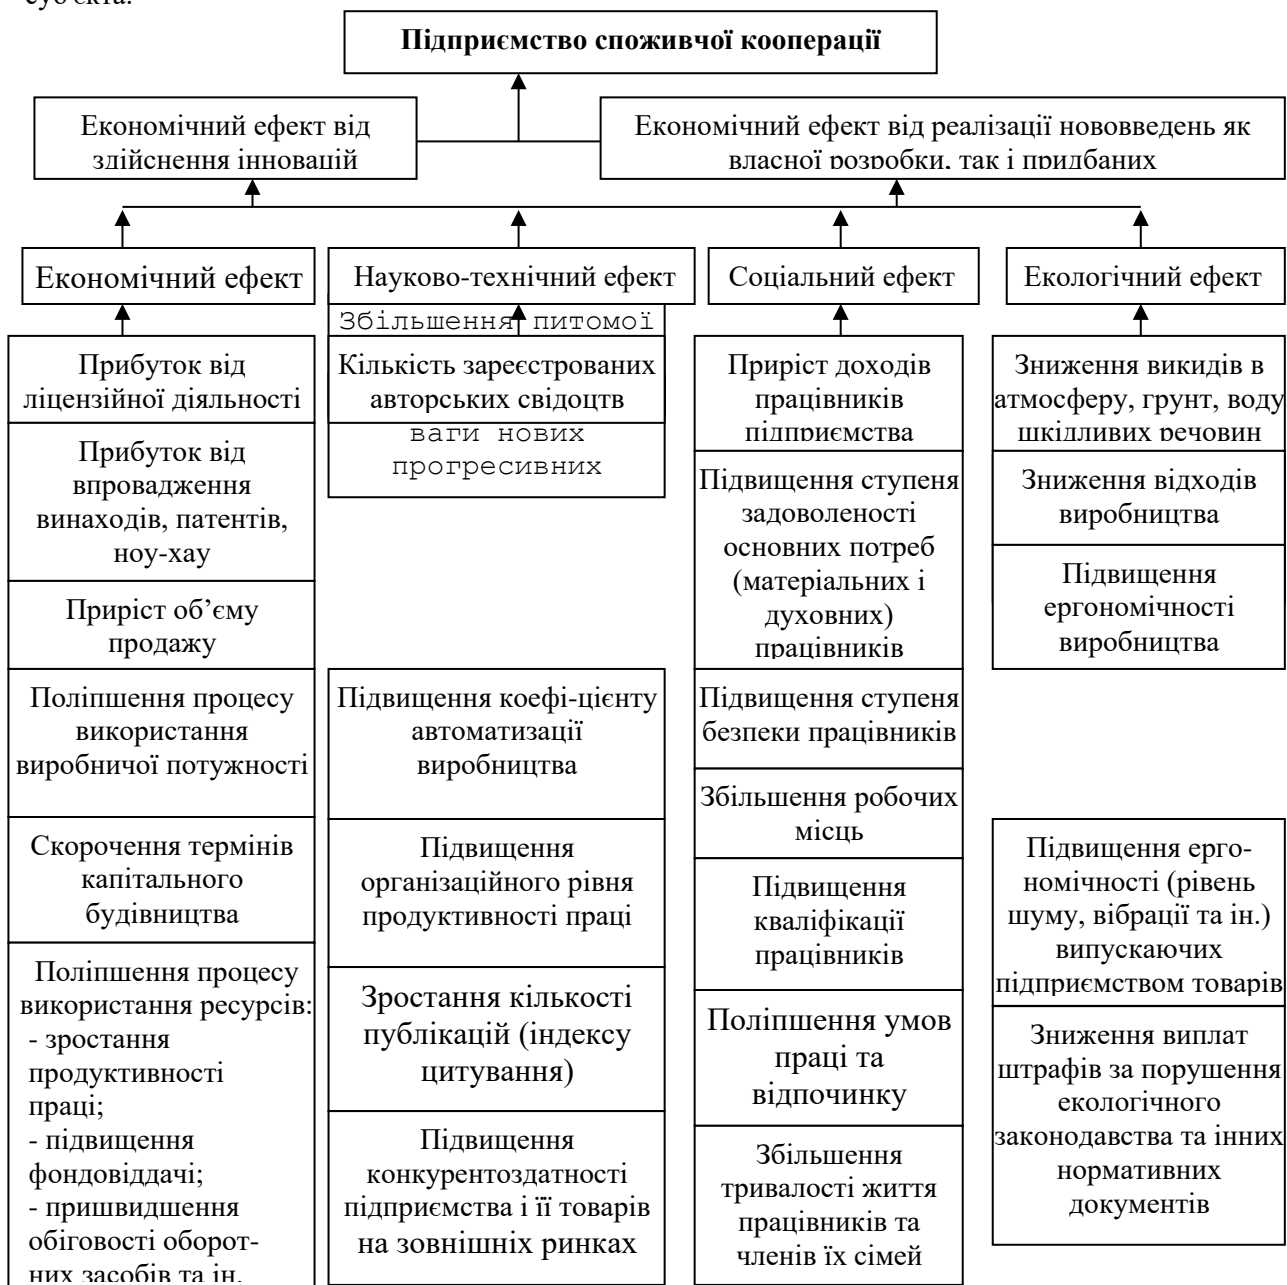 суб'єкта.
Підприємство споживчої кооперації
Економічний ефект від
здійснення інновацій
Економічний ефект від реалізації нововведень як
власної розробки, так і придбаних
Економічний ефект
Науково-технічний ефект
Соціальний ефект
Екологічний ефект
Прибуток від
ліцензійної діяльності
Прибуток від
впровадження
винаходів, патентів,
ноу-хау
Приріст об’єму
продажу
Поліпшення процесу
використання
виробничої потужності
Скорочення термінів
капітального
будівництва
Поліпшення процесу
використання ресурсів:
- зростання
продуктивності
праці;
- підвищення
фондовіддачі;
- пришвидшення
обіговості оборот-
них засобів та ін.
Збільшення питомої
Кількість зареєстрованих
авторських свідоцтв
ваги нових
прогресивних
Підвищення коефі-цієнту
автоматизації
виробництва
Підвищення
організаційного рівня
продуктивності праці
Зростання кількості
публікацій (індексу
цитування)
Підвищення
конкурентоздатності
підприємства і її товарів
на зовнішніх ринках
Приріст доходів
працівників
підприємства
Підвищення ступеня
задоволеності
основних потреб
(матеріальних і
духовних)
працівників
Підвищення ступеня
безпеки працівників
Збільшення робочих
місць
Підвищення
кваліфікації
працівників
Поліпшення умов
праці та
відпочинку
Збільшення
тривалості життя
працівників та
членів їх сімей
Зниження викидів в
атмосферу, грунт, воду
шкідливих речовин
Зниження відходів
виробництва
Підвищення
ергономічності
виробництва
Підвищення ерго-
номічності (рівень
шуму, вібрації та ін.)
випускаючих
підприємством товарів
Зниження виплат
штрафів за порушення
екологічного
законодавства та інних
нормативних
документів